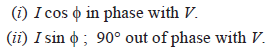 (i) I cos ϕ in phase with V.
(ii) I sin ϕ ; 90° out of phase with V.